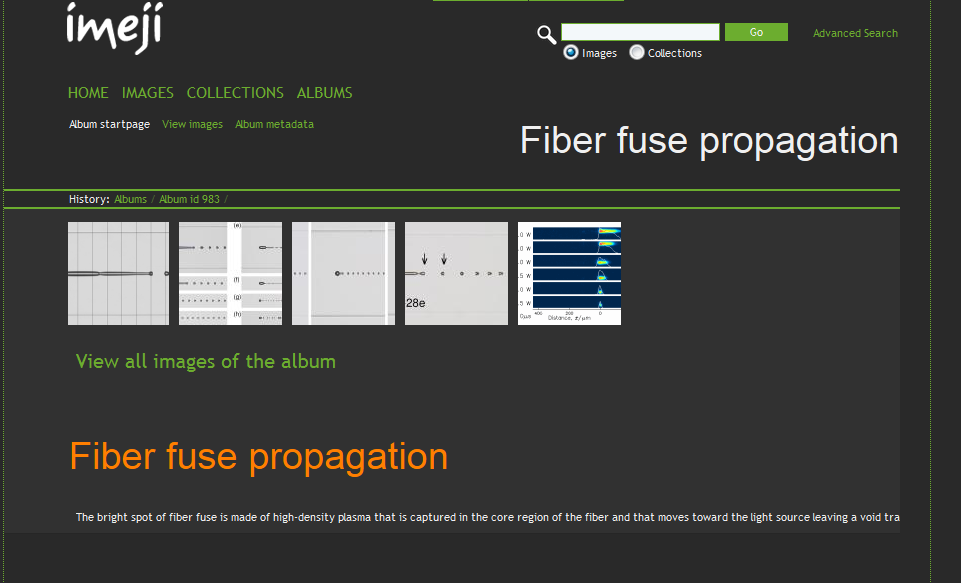 imeji
Go
Advanced Search
Images Collections
HOME IMAGES COLLECTIONS ALBUMS
Album startpage View images Album metadata
Fiber fuse propagation
History: Albums / Album id 983 /
(e)
(f)
(g)
(h)
28e
.0 W
.0 W
.0 W
.5 W
.0 W
.5 W
400 200 0
Distance, z/µm
View all images of the album
Fiber fuse propagation
The bright spot of fiber fuse is made of high-density plasma that is captured in the core region of the fiber and that moves toward the light source leaving a void tra